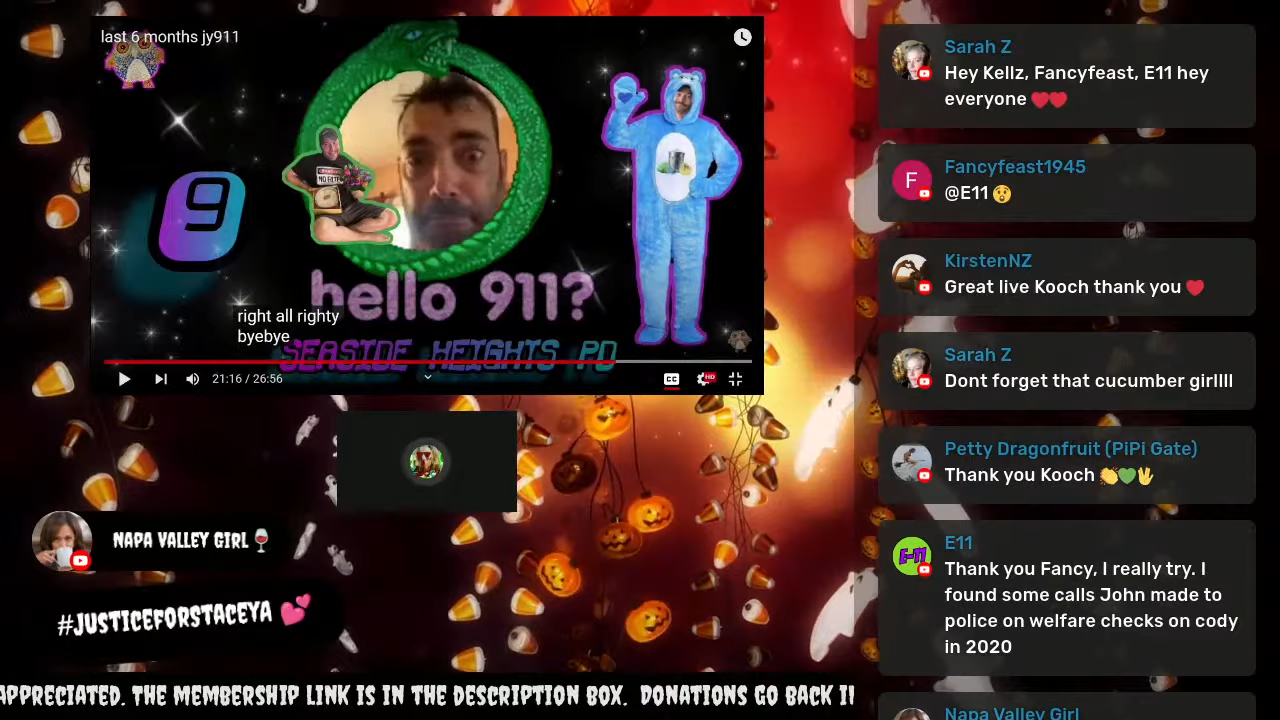 last 6 months jy911
9
hello 911?
right all righty
byebye
SEASIDE HEIGHTS PD
21:16 / 26:56
CC
HD
NAPA VALLEY GIRL🍷
#JUSTICEFORSTACEYA 💕
APPRECIATED. THE MEMBERSHIP LINK IS IN THE DESCRIPTION BOX. DONATIONS GO BACK I
Sarah Z
Hey Kellz, Fancyfeast, E11 hey
everyone ❤️❤️
F
Fancyfeast1945
@E11 😲
KirstenNZ
Great live Kooch thank you ❤️
Sarah Z
Dont forget that cucumber girllll
Petty Dragonfruit (PiPi Gate)
Thank you Kooch 👏💚🖖
E-11
E11
Thank you Fancy, I really try. I
found some calls John made to
police on welfare checks on cody
in 2020
Napa Valley Girl